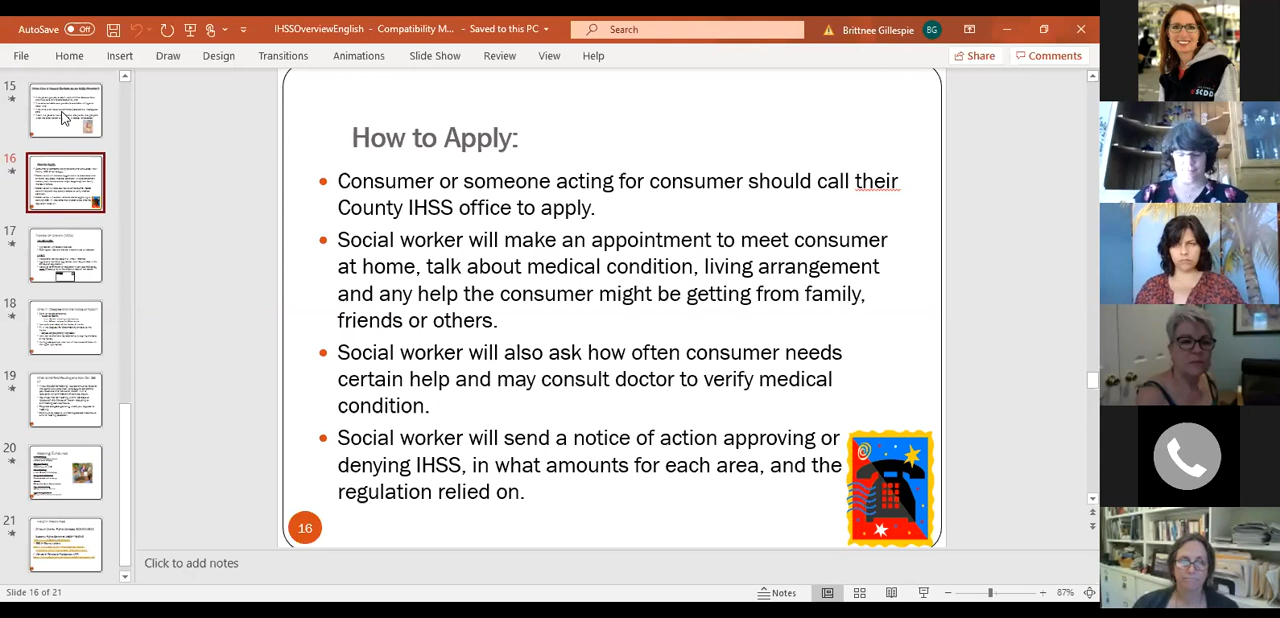 AutoSave Off IHSSOverviewEnglish - Compatibility M... - Saved to this PC Search Brittnee Gillespie BG
File Home Insert Draw Design Transitions Animations Slide Show Review View Help Share Comments
15
16
17
18
19
20
21
How to Apply:
• Consumer or someone acting for consumer should call their
County IHSS office to apply.
• Social worker will make an appointment to meet consumer
at home, talk about medical condition, living arrangement
and any help the consumer might be getting from family,
friends or others.
• Social worker will also ask how often consumer needs
certain help and may consult doctor to verify medical
condition.
• Social worker will send a notice of action approving or
denying IHSS, in what amounts for each area, and the
regulation relied on.
16
Click to add notes
Slide 16 of 21 Notes 87%
SCDD